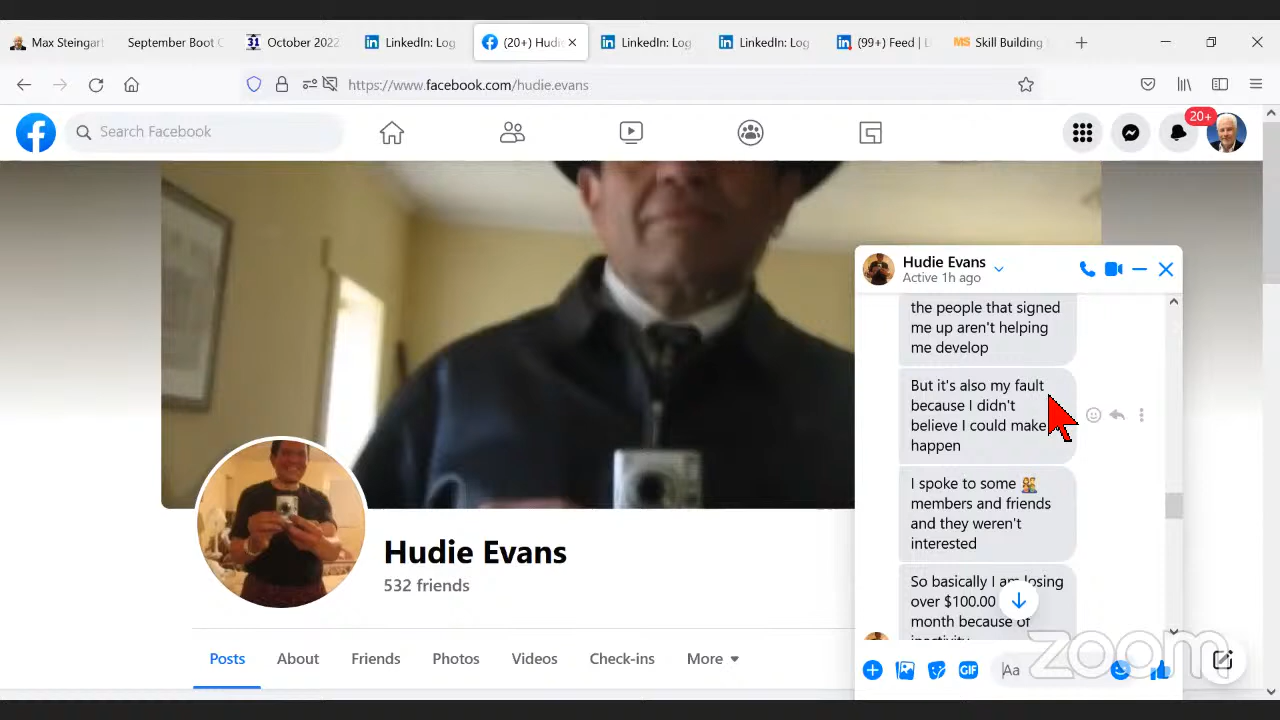 Max Steingart
September Boot C
31 October 2022
LinkedIn: Log
(20+) Hudie
LinkedIn: Log
LinkedIn: Log
(99+) Feed | L
MS Skill Building
https://www.facebook.com/hudie.evans
Search Facebook
20+
Hudie Evans
Active 1h ago
the people that signed
me up aren't helping
me develop
But it's also my fault
because I didn't
believe I could make
happen
I spoke to some
members and friends
and they weren't
interested
So basically I am losing
over $100.00
month because of
inactivity
Hudie Evans
532 friends
Posts
About
Friends
Photos
Videos
Check-ins
More
GIF
Aa
zoom